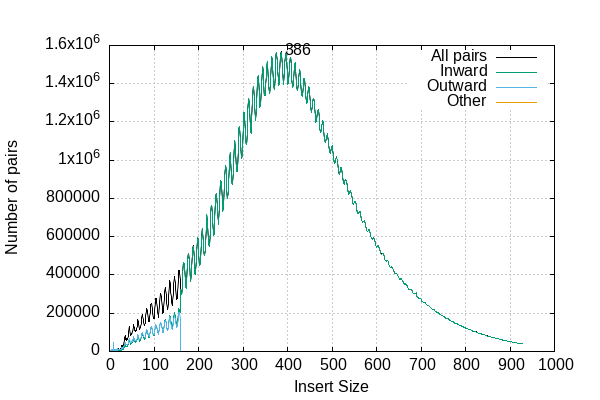 386
All pairs
Inward
Outward
Other
Number of pairs
1.6x10^6
1.4x10^6
1.2x10^6
1x10^6
800000
600000
400000
200000
0
0 100 200 300 400 500 600 700 800 900 1000
Insert Size